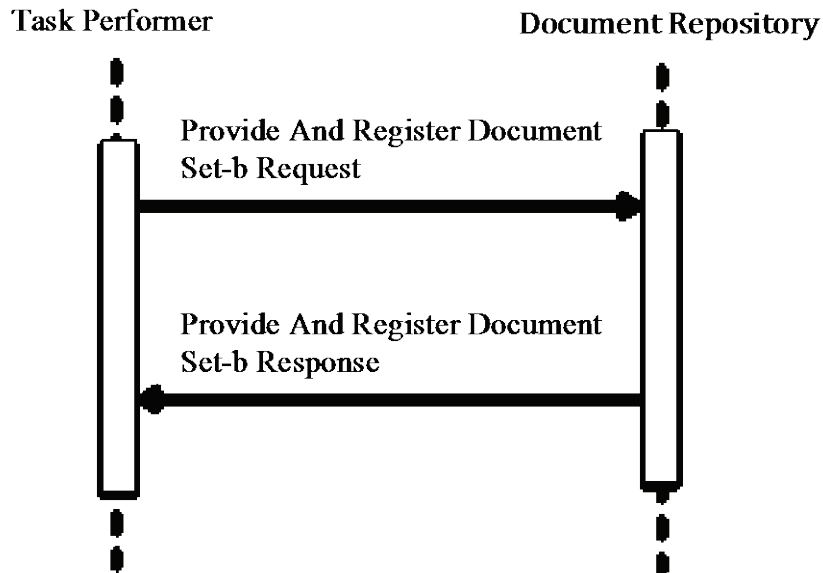 Task Performer
Document Repository
Provide And Register Document
Set-b Request
Provide And Register Document
Set-b Response